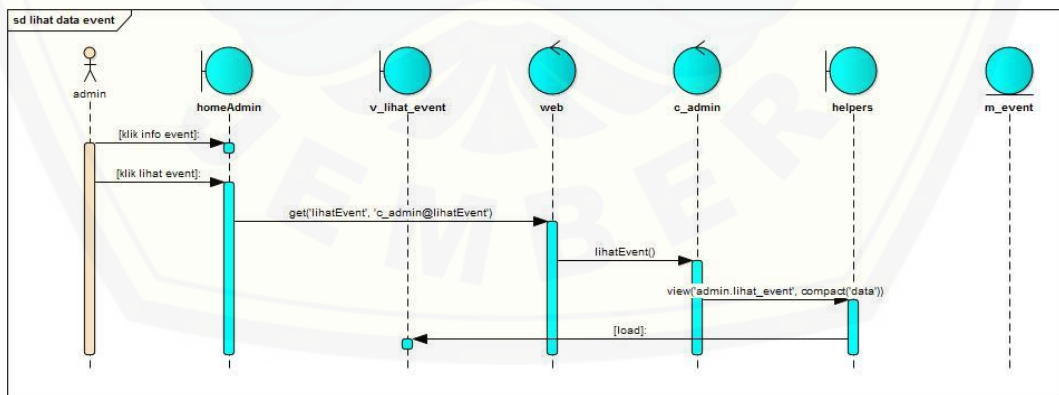 sd lihat data event
admin
homeAdmin
v_lihat_event
web
c_admin
helpers
m_event
[klik info event]:
[klik lihat event]:
get('lihatEvent', 'c_admin@lihatEvent')
lihatEvent()
view('admin.lihat_event', compact('data'))
[load]:
JEMBER